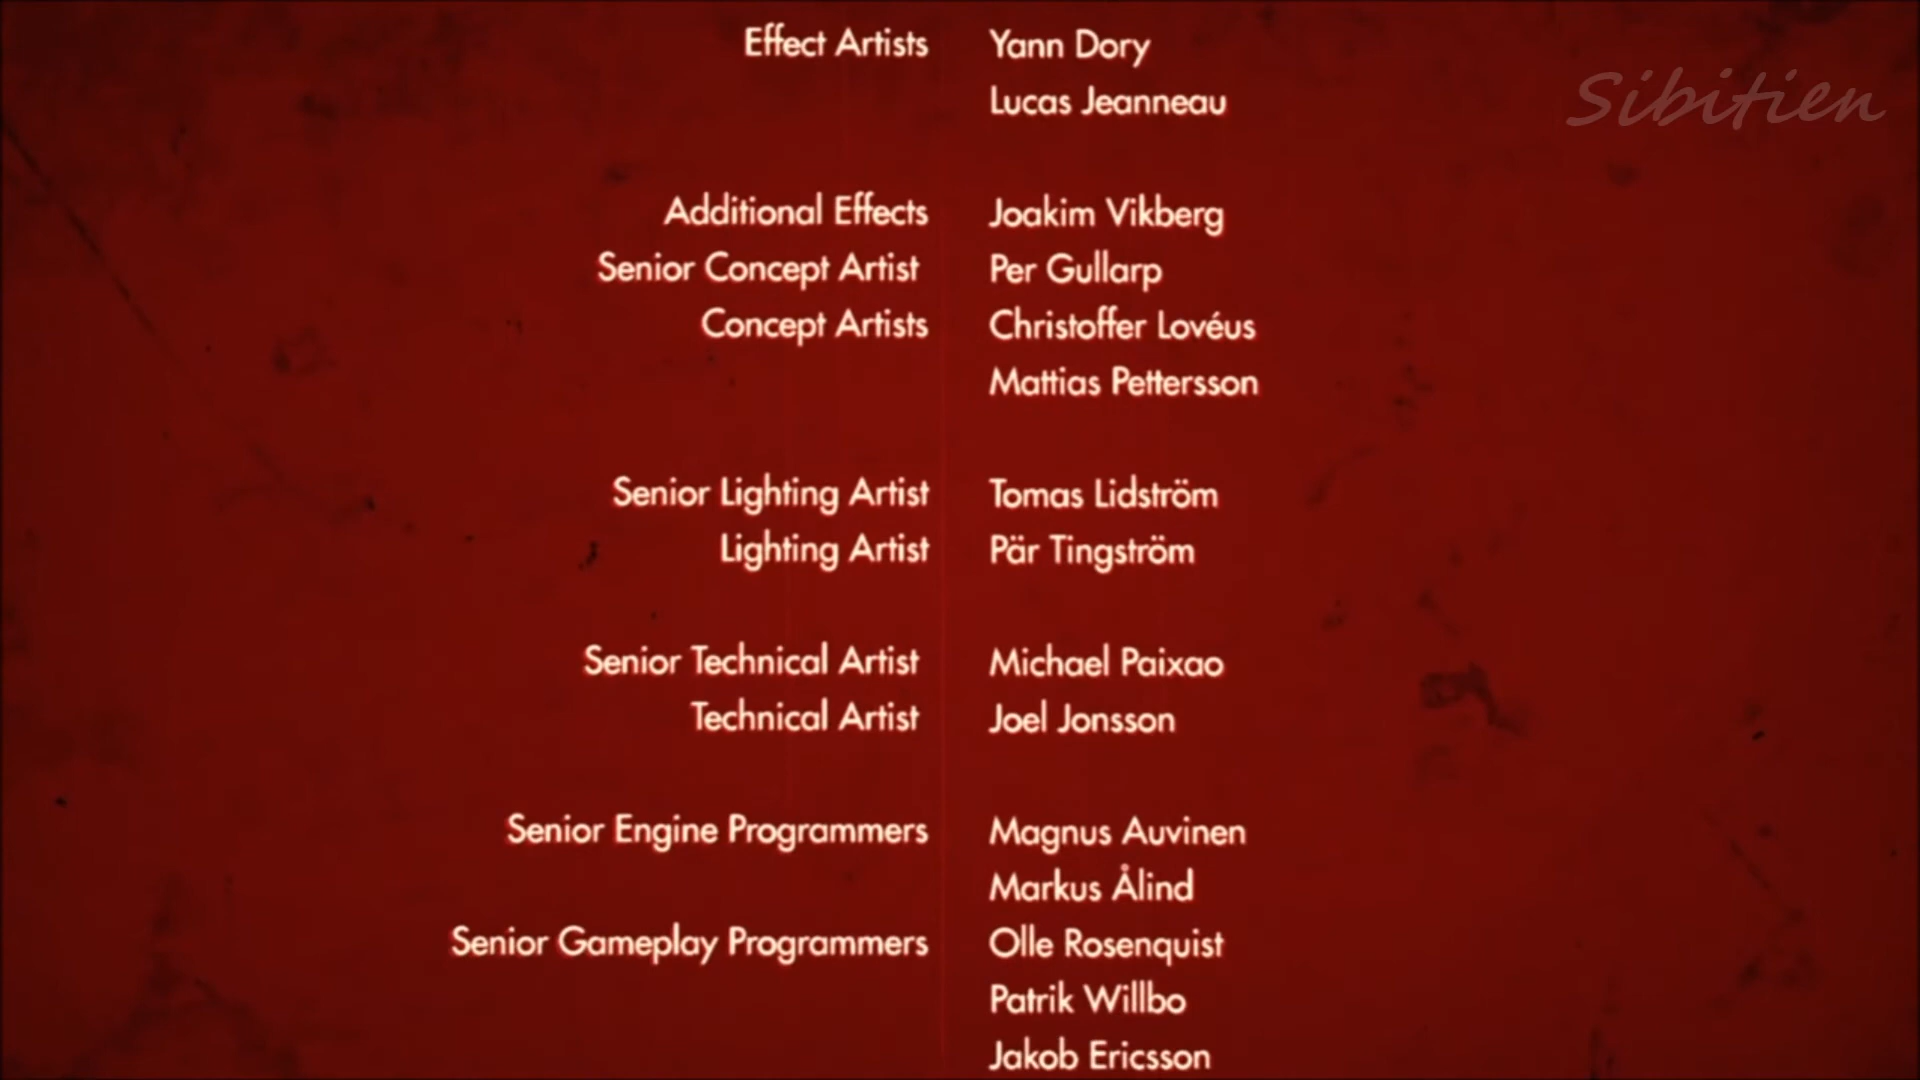 Effect Artists Yann Dory
Lucas Jeanneau
Sibitien
Additional Effects Joakim Vikberg
Senior Concept Artist Per Gullarp
Concept Artists Christoffer Lovéus
Mattias Pettersson
Senior Lighting Artist Tomas Lidström
Lighting Artist Pär Tingström
Senior Technical Artist Michael Paixao
Technical Artist Joel Jonsson
Senior Engine Programmers Magnus Auvinen
Markus Ålind
Senior Gameplay Programmers Olle Rosenquist
Patrik Willbo
Jakob Ericsson